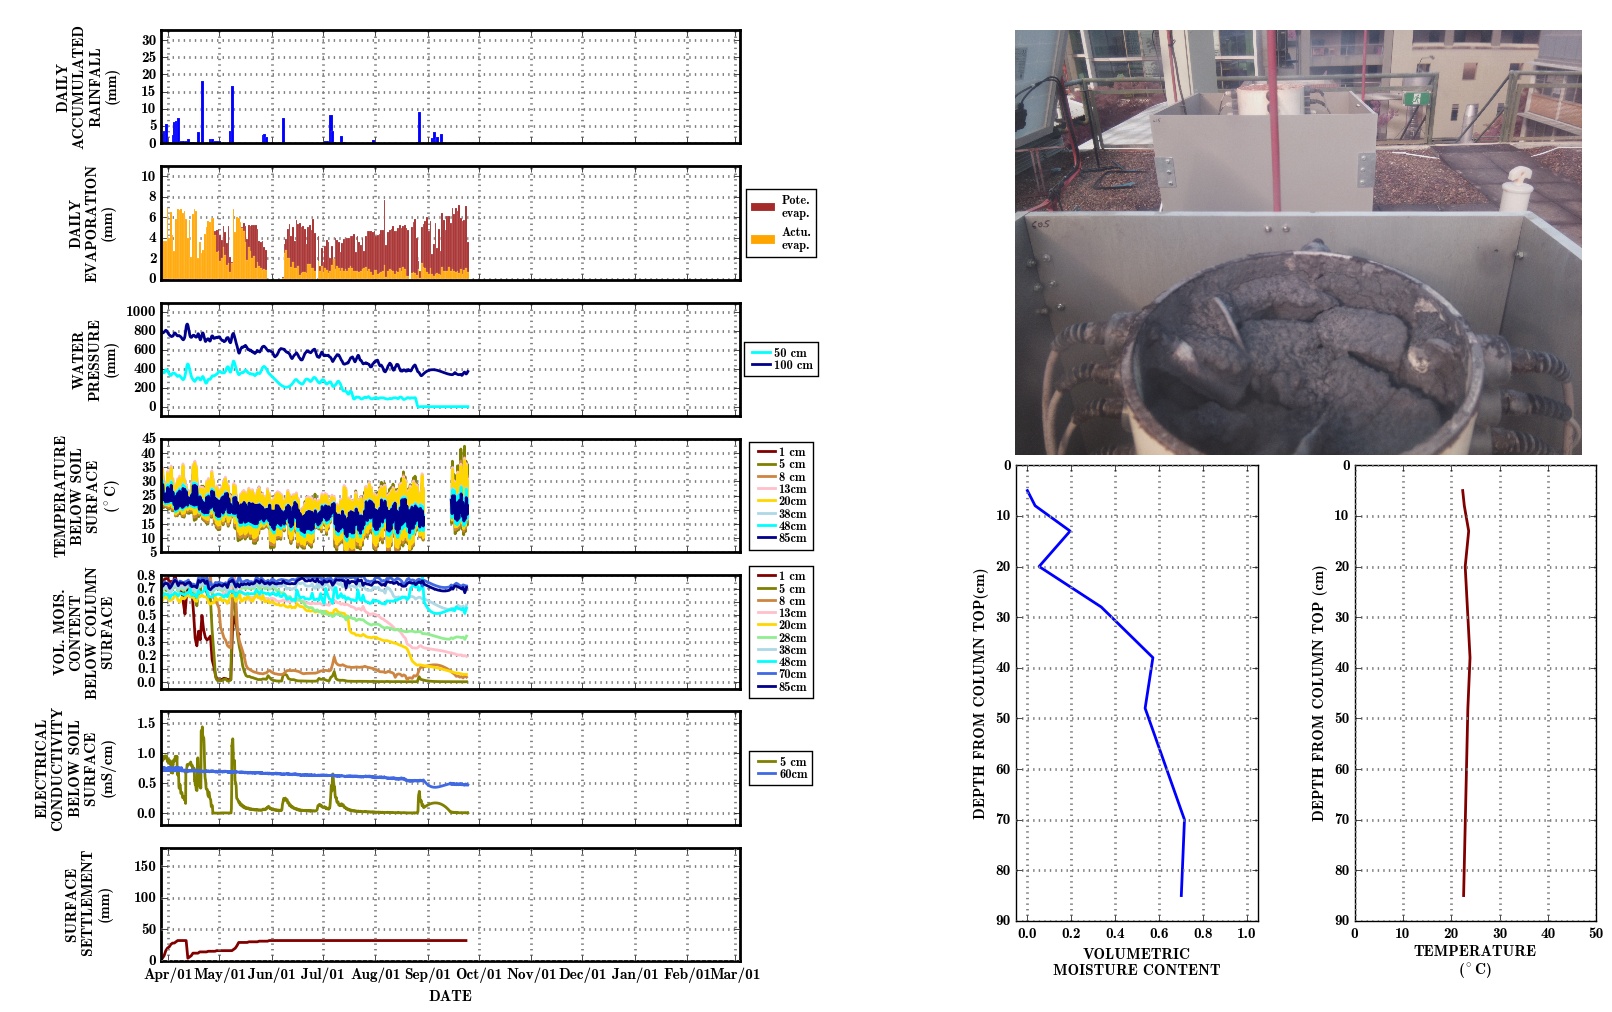 DAILY
ACCUMULATED
RAINFALL
(mm)
30
25
20
15
10
5
0
DAILY
EVAPORATION
(mm)
10
8
6
4
2
0
Pote.
evap.
Actu.
evap.
WATER
PRESSURE
(mm)
1000
800
600
400
200
0
50 cm
100 cm
TEMPERATURE
BELOW SOIL
SURFACE
(°C)
45
40
35
30
25
20
15
10
5
1 cm
5 cm
8 cm
13cm
20cm
38cm
48cm
85cm
VOL. MOIS.
CONTENT
BELOW COLUMN
SURFACE
0.8
0.7
0.6
0.5
0.4
0.3
0.2
0.1
0.0
1 cm
5 cm
8 cm
13cm
20cm
28cm
38cm
48cm
70cm
85cm
ELECTRICAL
CONDUCTIVITY
BELOW SOIL
SURFACE
(mS/cm)
1.5
1.0
0.5
0.0
5 cm
60cm
SURFACE
SETTLEMENT
(mm)
150
100
50
0
Apr/01 May/01 Jun/01 Jul/01 Aug/01 Sep/01 Oct/01 Nov/01 Dec/01 Jan/01 Feb/01 Mar/01
DATE
COS
DEPTH FROM COLUMN TOP(cm)
0
10
20
30
40
50
60
70
80
90
0.0 0.2 0.4 0.6 0.8 1.0
VOLUMETRIC
MOISTURE CONTENT
DEPTH FROM COLUMN TOP (cm)
0
10
20
30
40
50
60
70
80
90
0 10 20 30 40 50
TEMPERATURE
(°C)